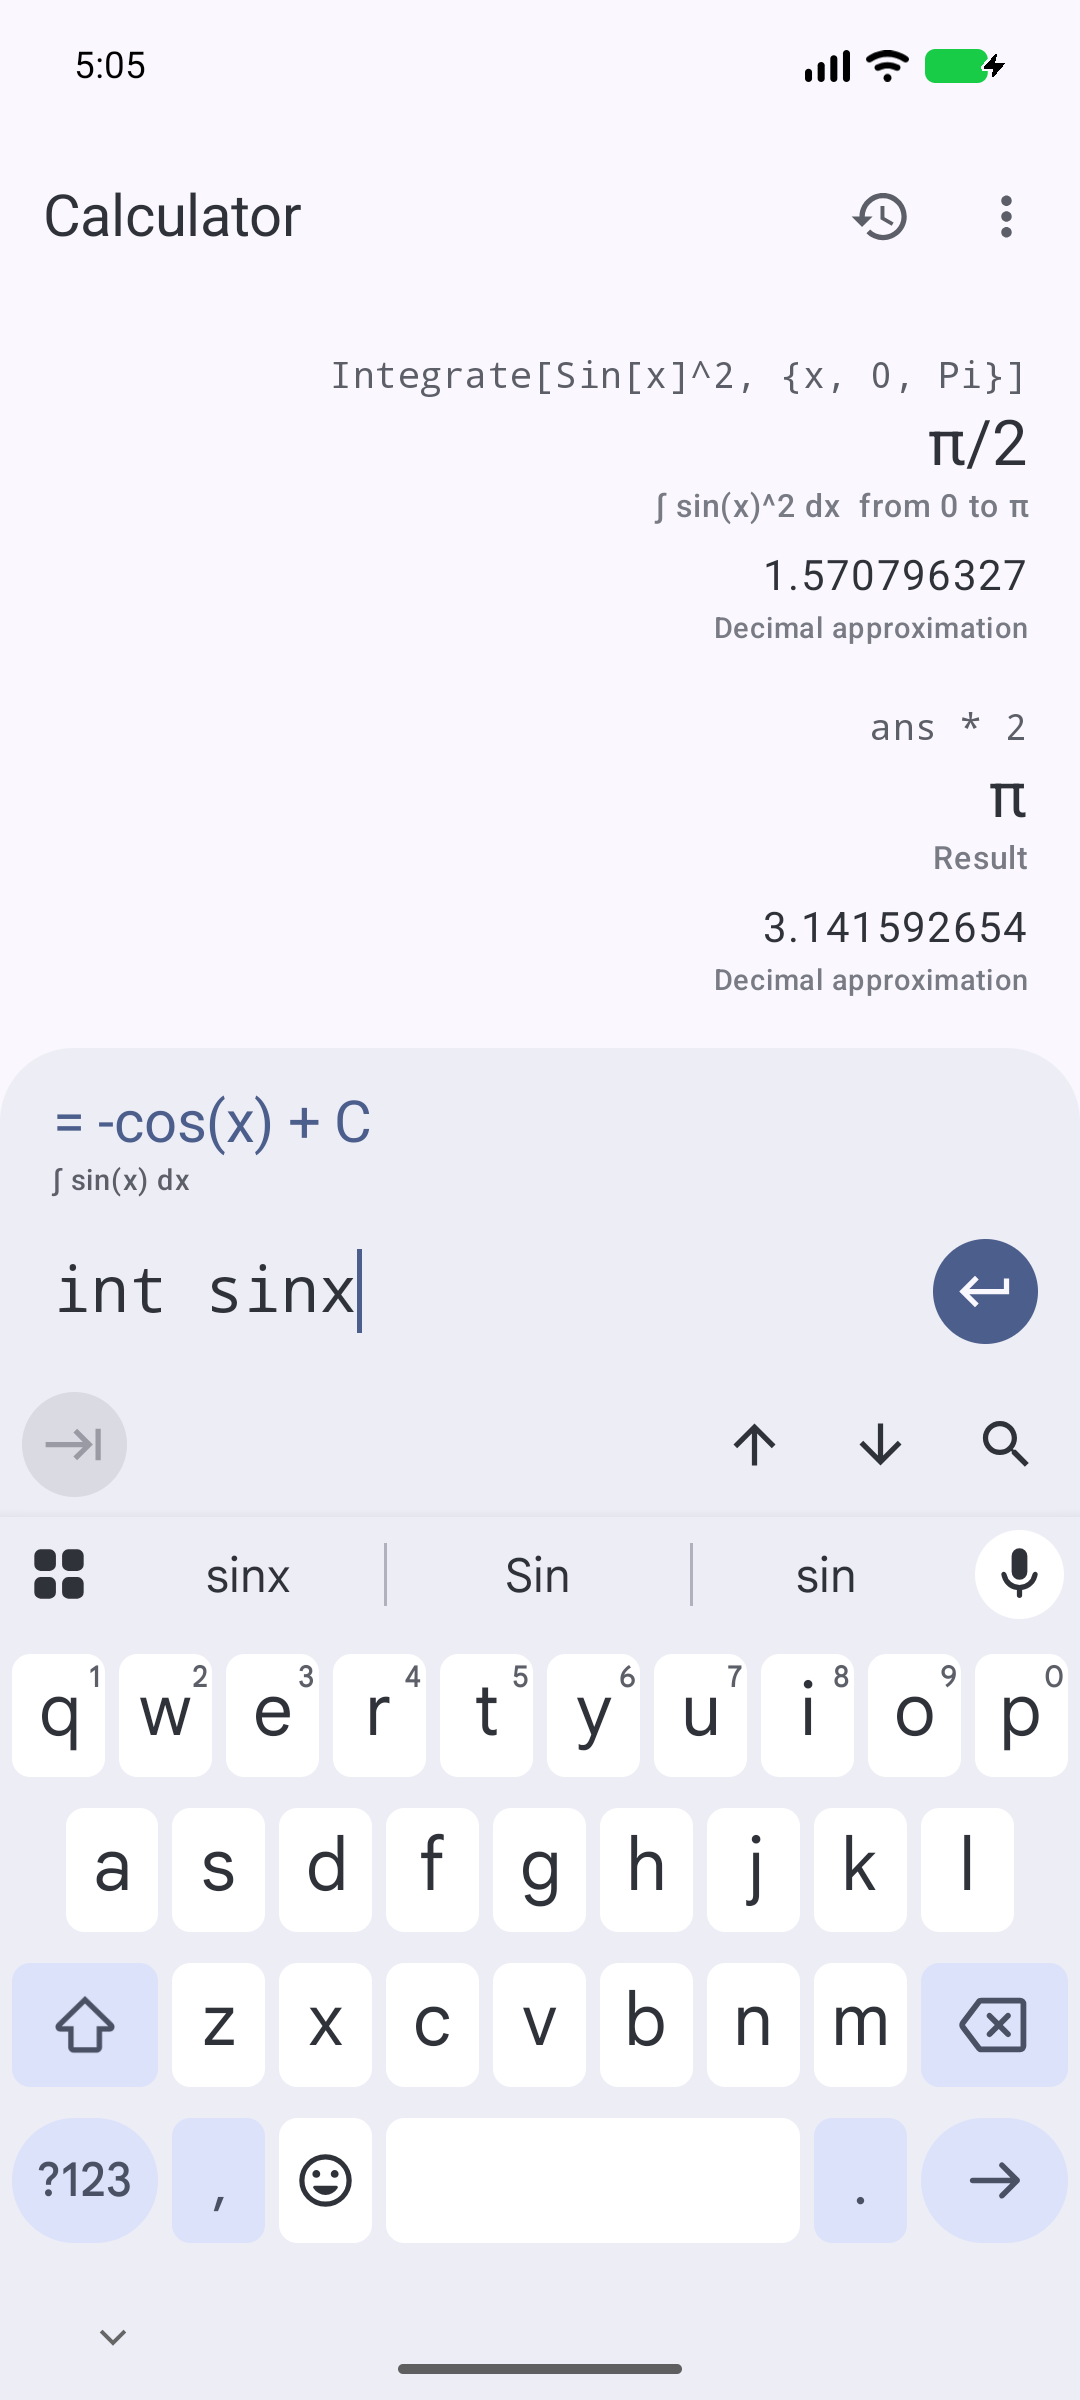 5:05
Calculator
Integrate[Sin[x]^2, {x, 0, Pi}]
π/2
∫ sin(x)^2 dx  from 0 to π
1.570796327
Decimal approximation
ans * 2
π
Result
3.141592654
Decimal approximation
= -cos(x) + C
∫ sin(x) dx
int sinx
sinx Sin sin
q1 w2 e3 r4 t5 y6 u7 i8 o9 p0
a s d f g h j k l
z x c v b n m
?123 , .